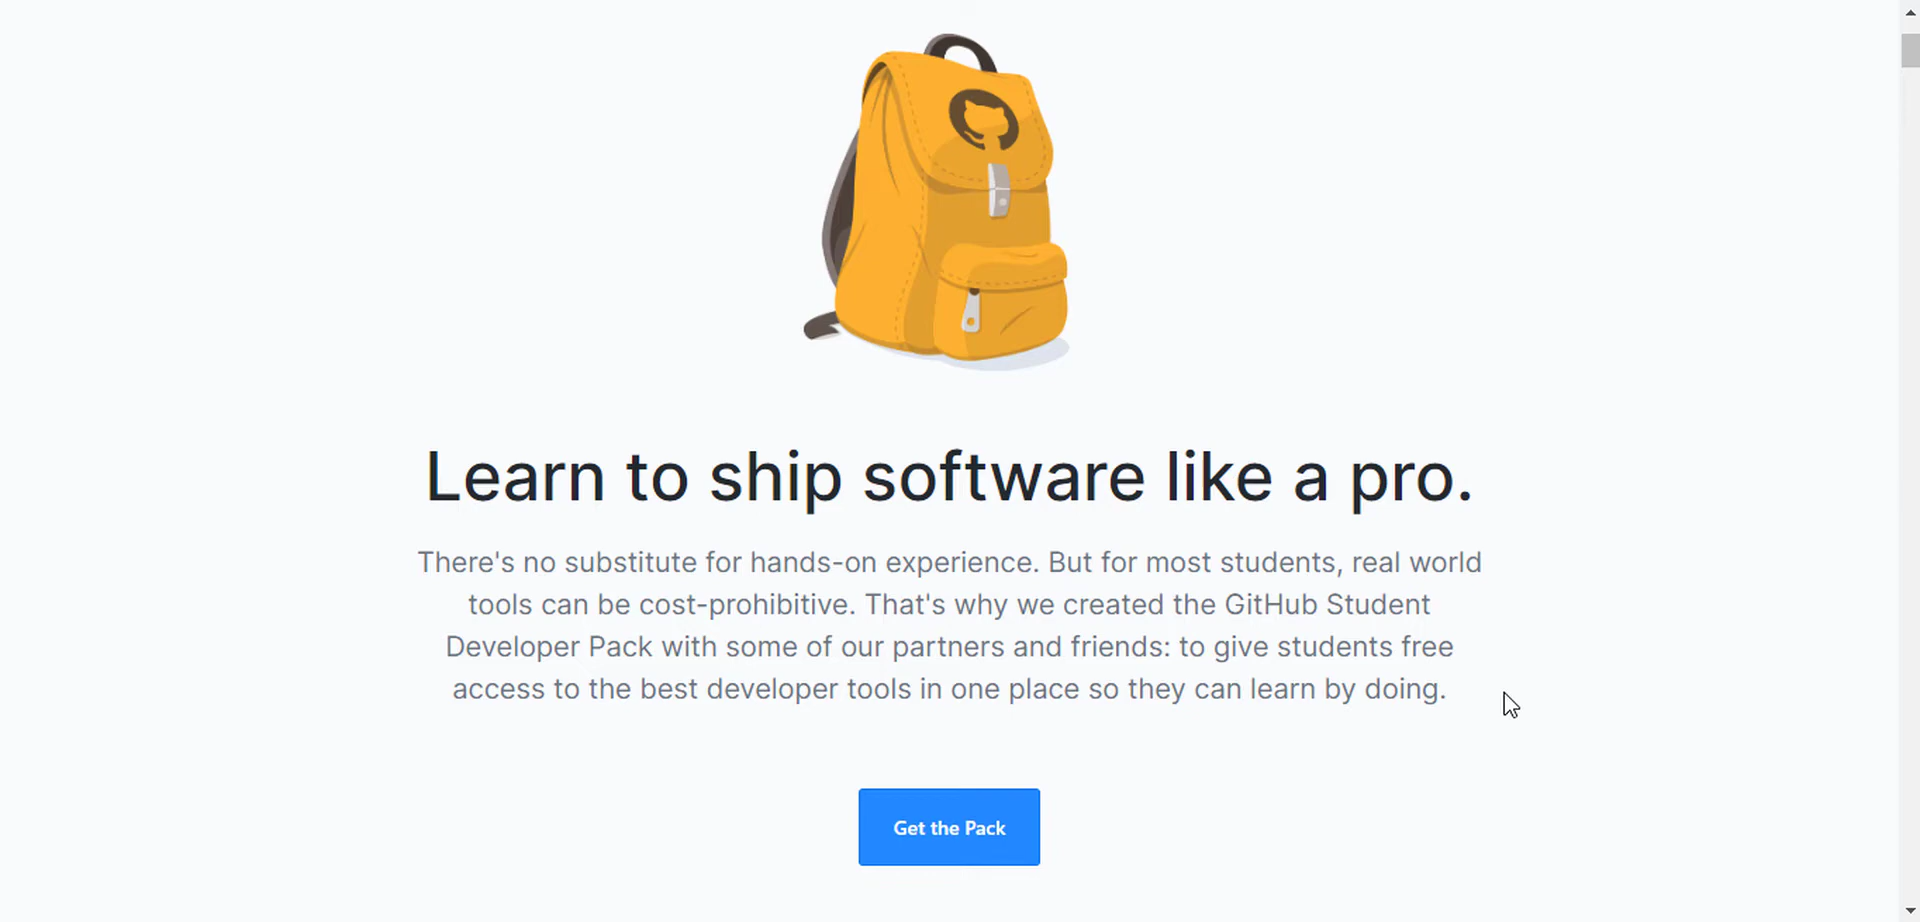 Learn to ship software like a pro.
There's no substitute for hands-on experience. But for most students, real world
tools can be cost-prohibitive. That's why we created the GitHub Student
Developer Pack with some of our partners and friends: to give students free
access to the best developer tools in one place so they can learn by doing.
Get the Pack